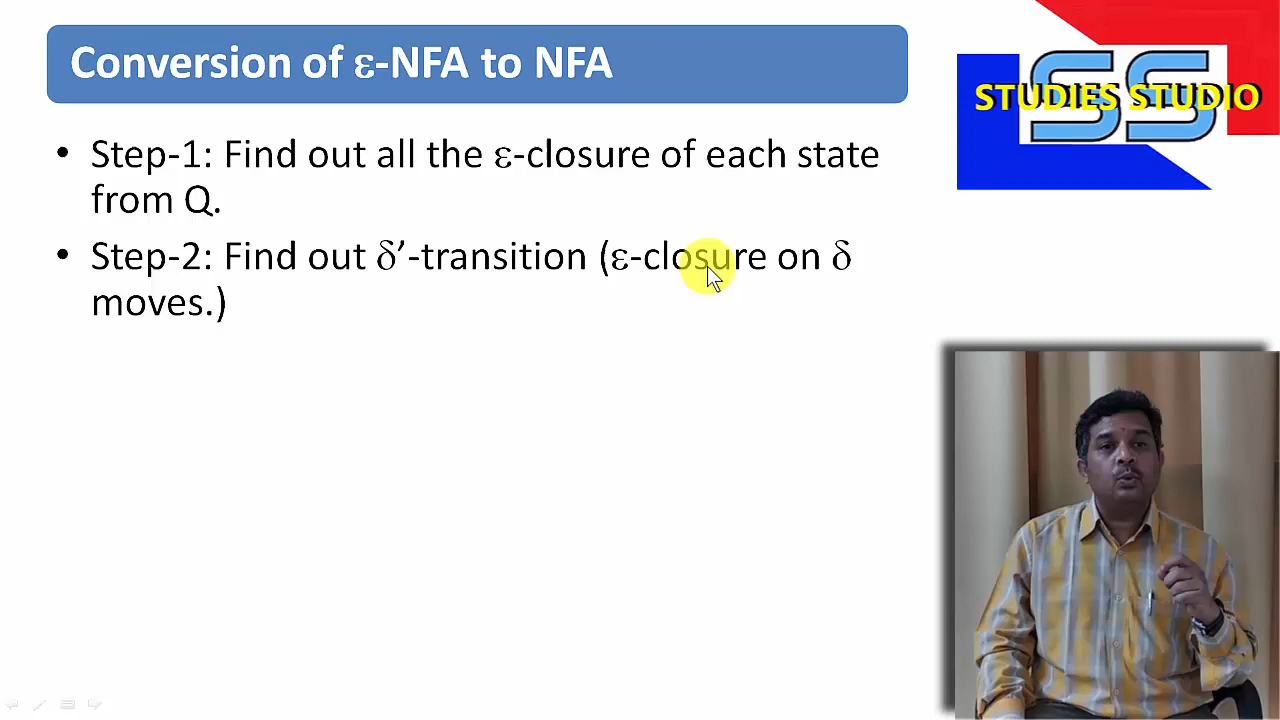 Conversion of ε-NFA to NFA
STUDIES STUDIO
SS
• Step-1: Find out all the ε-closure of each state
from Q.
• Step-2: Find out δ′-transition (ε-closure on δ
moves.)